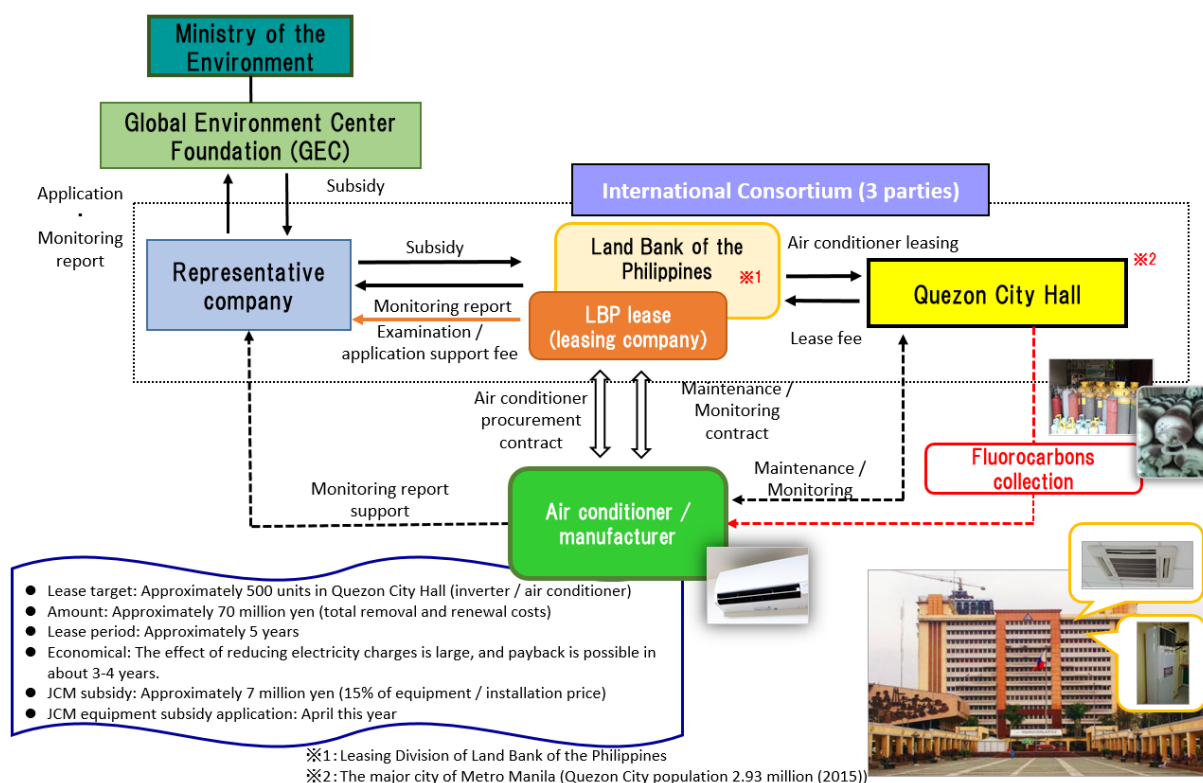 Ministry of the
Environment
Global Environment Center
Foundation (GEC)
Application
・
Monitoring
report
Subsidy
International Consortium (3 parties)
Representative
company
Subsidy
Monitoring report
Examination /
application support fee
Land Bank of the
Philippines
※1
LBP lease
(leasing company)
Air conditioner leasing
Lease fee
※2
Quezon City Hall
Air conditioner
procurement
contract
Maintenance /
Monitoring
contract
Maintenance /
Monitoring
Fluorocarbons
collection
Monitoring report
support
Air conditioner /
manufacturer
● Lease target: Approximately 500 units in Quezon City Hall (inverter / air conditioner)
● Amount: Approximately 70 million yen (total removal and renewal costs)
● Lease period: Approximately 5 years
● Economical: The effect of reducing electricity charges is large, and payback is possible in
about 3-4 years.
● JCM subsidy: Approximately 7 million yen (15% of equipment / installation price)
● JCM equipment subsidy application: April this year
※1: Leasing Division of Land Bank of the Philippines
※2: The major city of Metro Manila (Quezon City population 2.93 million (2015))